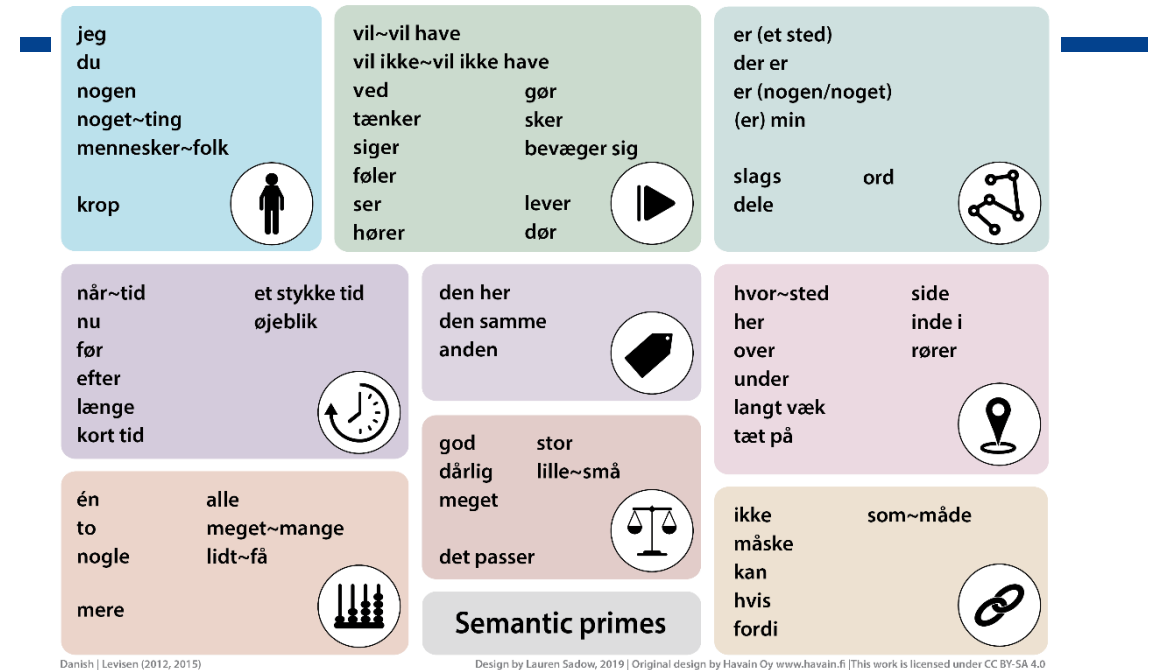 jeg
du
nogen
noget~ting
mennesker~folk
krop
vil~vil have
vil ikke~vil ikke have
ved
tænker
siger
føler
ser
hører
gør
sker
bevæger sig
lever
dør
er (et sted)
der er
er (nogen/noget)
(er) min
slags
dele
ord
når~tid
nu
før
efter
længe
kort tid
et stykke tid
øjeblik
den her
den samme
anden
hvor~sted
her
over
under
langt væk
tæt på
side
inde i
rører
god
dårlig
meget
det passer
stor
lille~små
én
to
nogle
mere
alle
meget~mange
lidt~få
ikke
måske
kan
hvis
fordi
som~måde
Semantic primes
Danish | Levisen (2012, 2015)
Design by Lauren Sadow, 2019 | Original design by Havain Oy www.havain.fi |This work is licensed under CC BY-SA 4.0